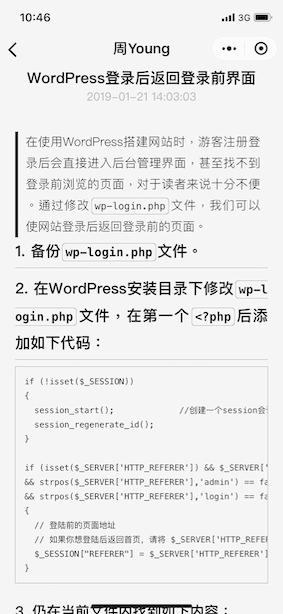 10:46
3G
周Young
WordPress登录后返回登录前界面
2019-01-21 14:03:03
在使用WordPress搭建网站时，游客注册登
录后会直接进入后台管理界面，甚至找不到
登录前浏览的页面，对于读者来说十分不便
。通过修改 wp-login.php 文件，我们可以
使网站登录后返回登录前的页面。
1. 备份 wp-login.php 文件。
2. 在WordPress安装目录下修改 wp-l
ogin.php 文件，在第一个 <?php 后添
加如下代码：
if (!isset($_SESSION))
{
session_start(); //创建一个session会
session_regenerate_id();
}
if (isset($_SERVER['HTTP_REFERER']) && $_SERVER['
&& strpos($_SERVER['HTTP_REFERER'],'admin') == fa
&& strpos($_SERVER['HTTP_REFERER'],'login') == fa
{
// 登陆前的页面地址
// 如果你想登陆后返回首页，请将 $_SERVER['HTTP_REFER
$_SESSION["REFERER"] = $_SERVER['HTTP_REFERER']
}
3. 仍在当前文件内找到如下内容：